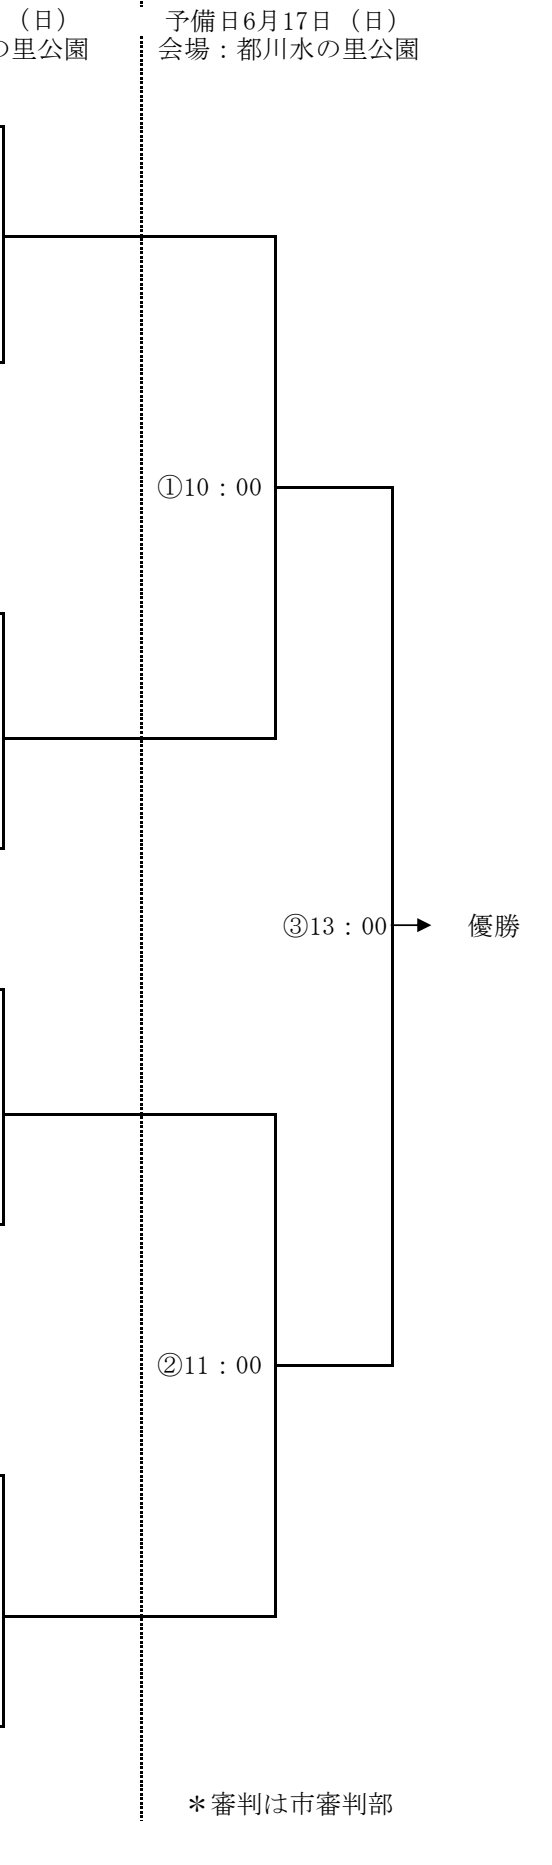 （日）
の里公園
予備日6月17日（日）
会場：都川水の里公園
①10：00
③13：00
優勝
②11：00
＊審判は市審判部